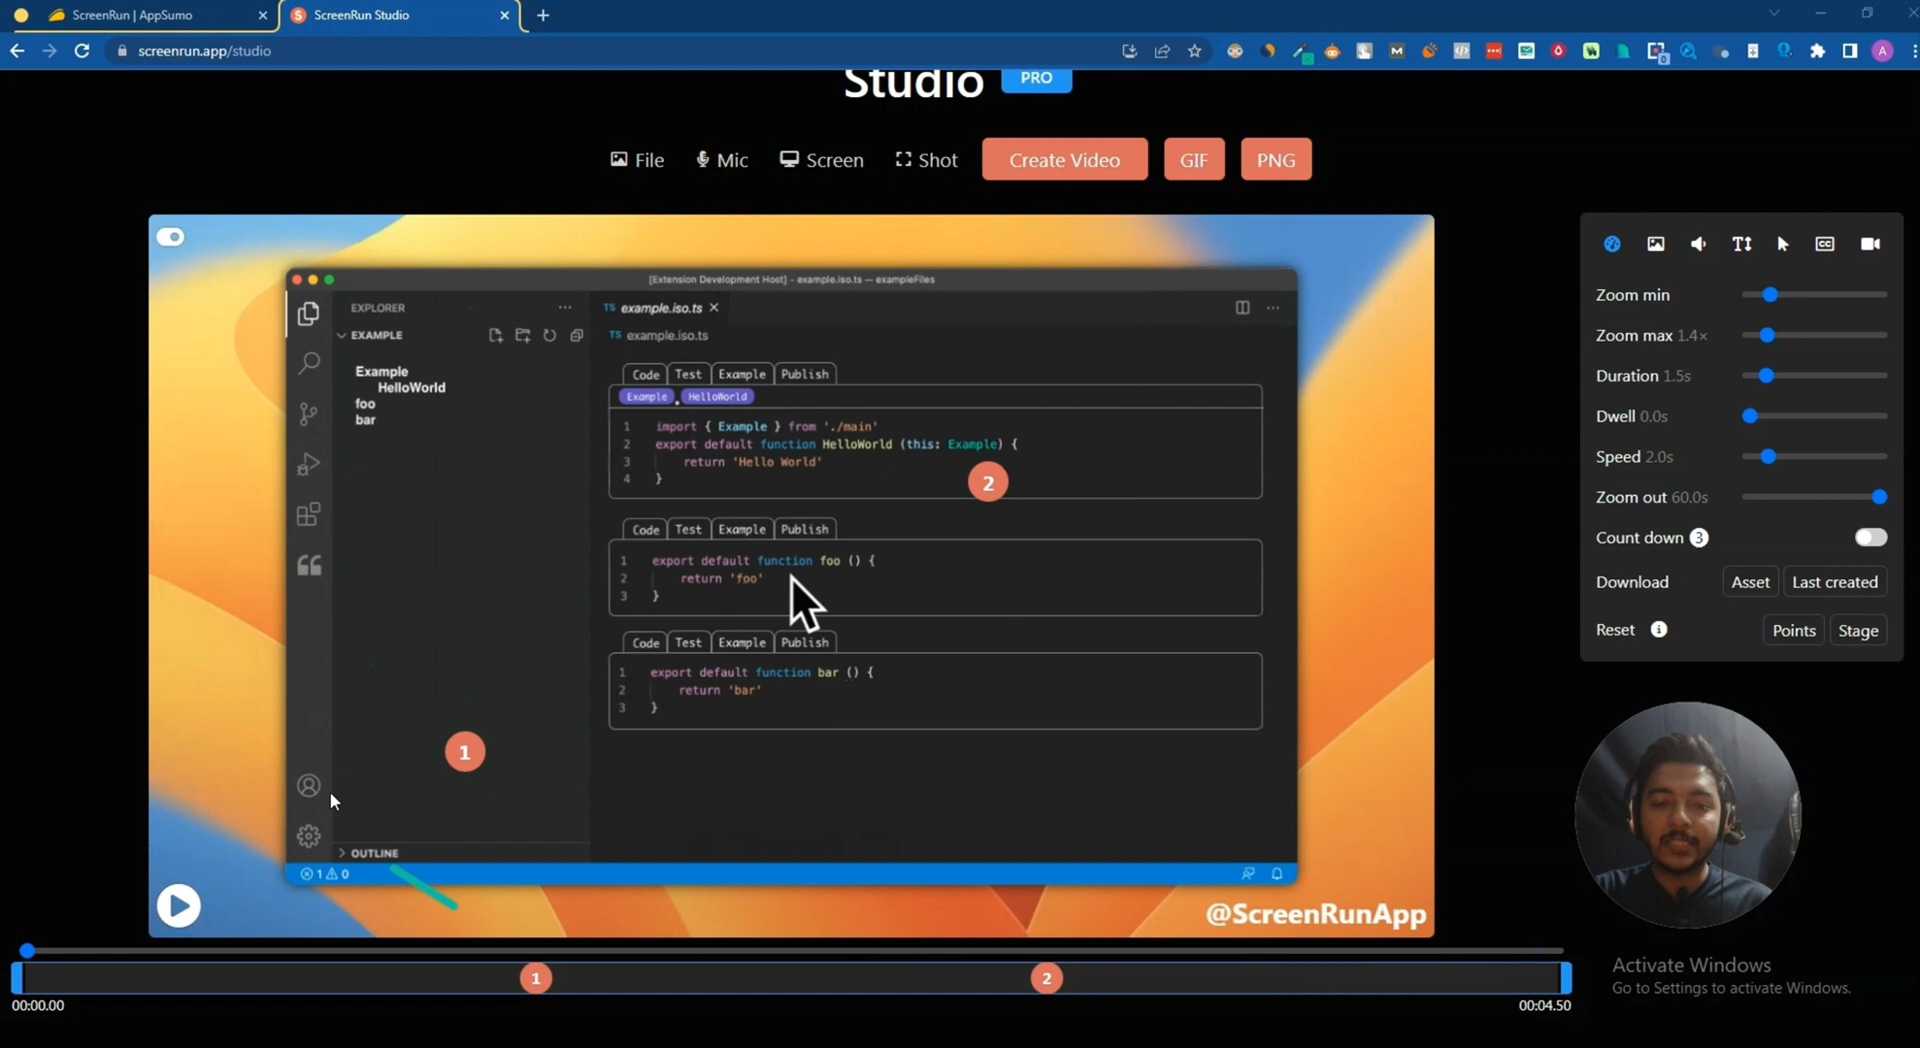 ScreenRun | AppSumo
S ScreenRun Studio
screenrun.app/studio
M
0
A
Studio PRO
File Mic Screen Shot Create Video GIF PNG
[Extension Development Host] - example.iso.ts — exampleFiles
EXPLORER
TS example.iso.ts
EXAMPLE
TS example.iso.ts
Example
HelloWorld
foo
bar
Code Test Example Publish
Example HelloWorld
1 import { Example } from './main'
2 export default function HelloWorld (this: Example) {
3 return 'Hello World'
4 }
2
Code Test Example Publish
1 export default function foo () {
2 return 'foo'
3 }
Code Test Example Publish
1 export default function bar () {
2 return 'bar'
3 }
1
OUTLINE
1 0
@ScreenRunApp
CC
Zoom min
Zoom max 1.4×
Duration 1.5s
Dwell 0.0s
Speed 2.0s
Zoom out 60.0s
Count down 3
Download Asset Last created
Reset Points Stage
Activate Windows
Go to Settings to activate Windows.
1 2
00:00.00 00:04.50